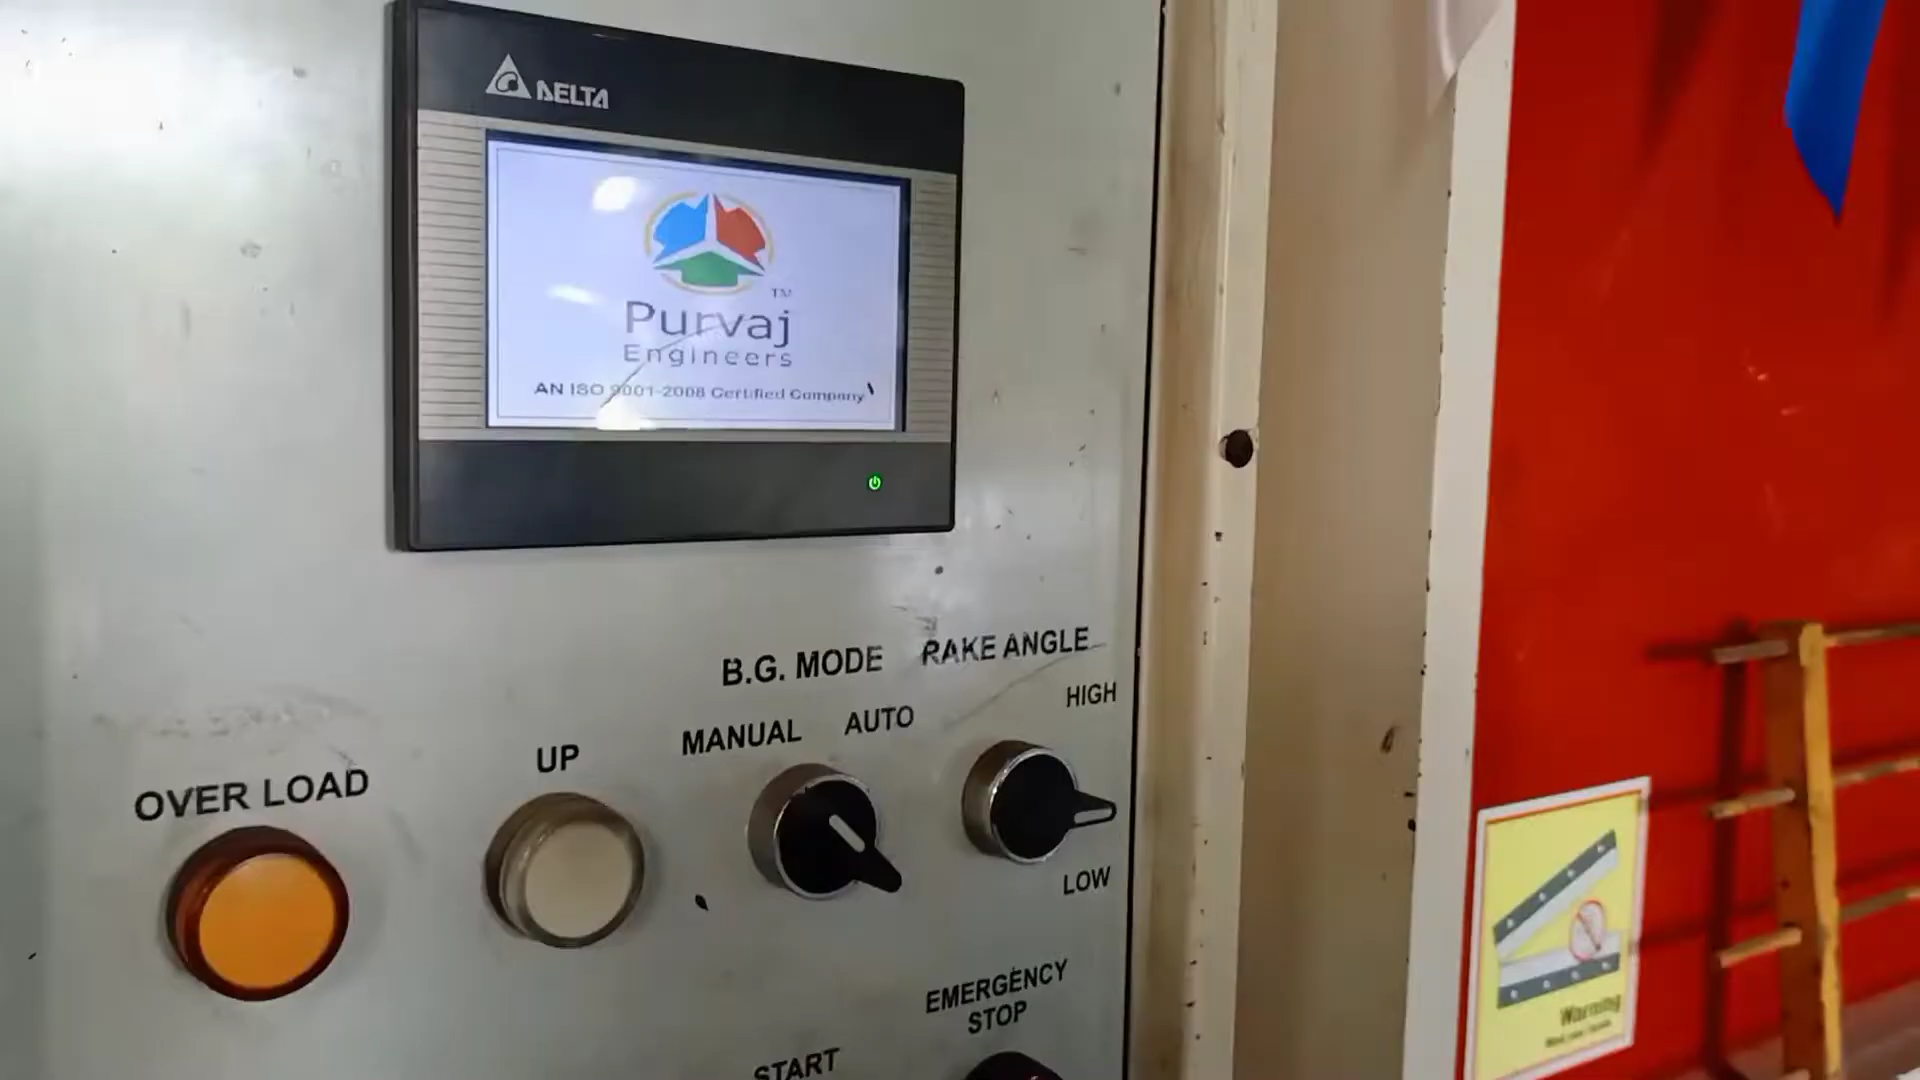 DELTA
TM
Purvaj
Engineers
AN ISO 9001-2008 Certified Company
B.G. MODE
RAKE ANGLE
MANUAL
AUTO
HIGH
LOW
OVER LOAD
UP
EMERGENCY
STOP
START
Warning